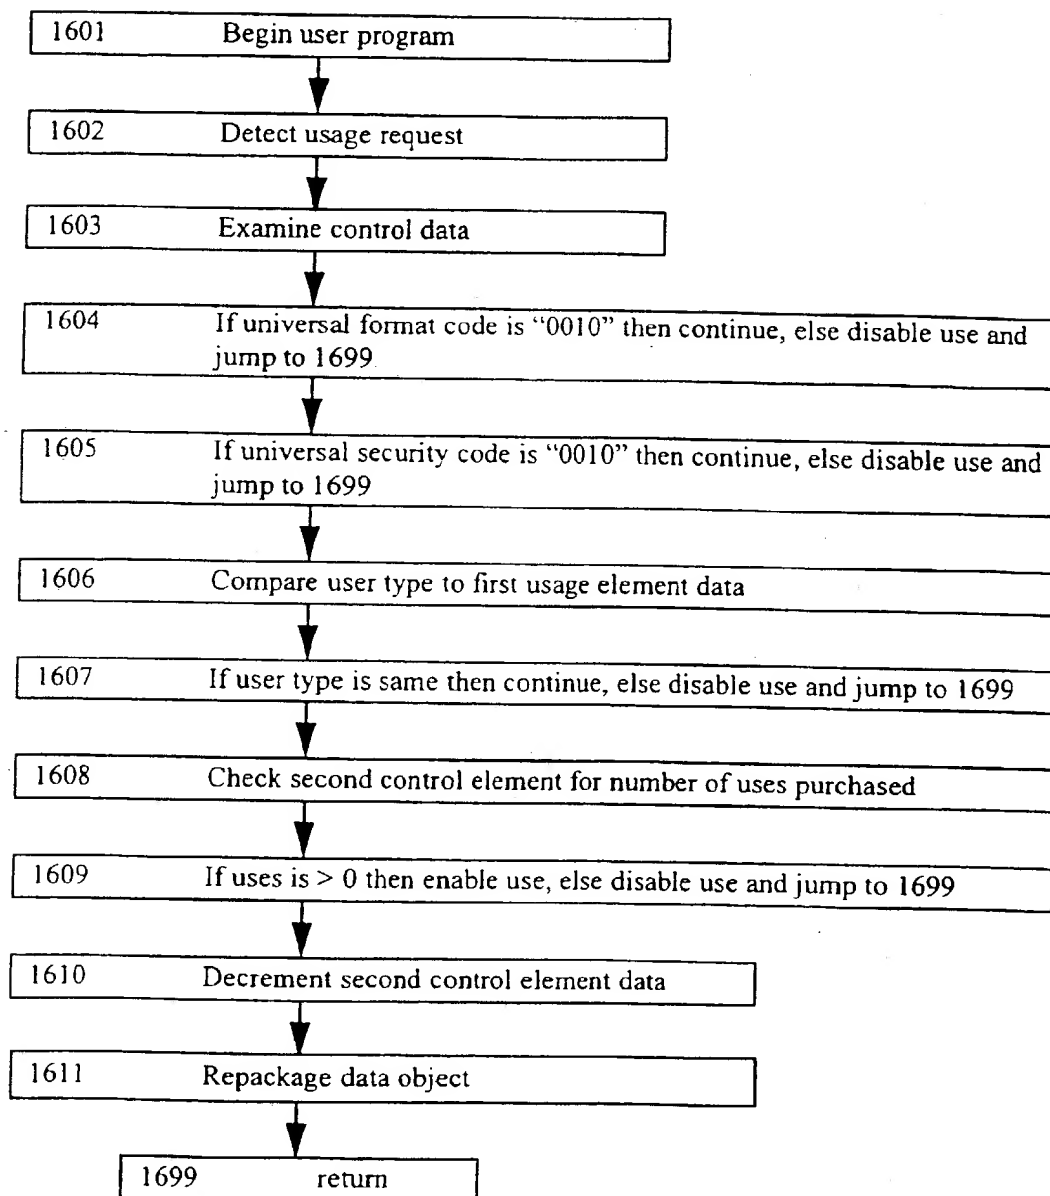 1601 Begin user program
1602 Detect usage request
1603 Examine control data
1604 If universal format code is “0010” then continue, else disable use and
jump to 1699
1605 If universal security code is “0010” then continue, else disable use and
jump to 1699
1606 Compare user type to first usage element data
1607 If user type is same then continue, else disable use and jump to 1699
1608 Check second control element for number of uses purchased
1609 If uses is > 0 then enable use, else disable use and jump to 1699
1610 Decrement second control element data
1611 Repackage data object
1699 return